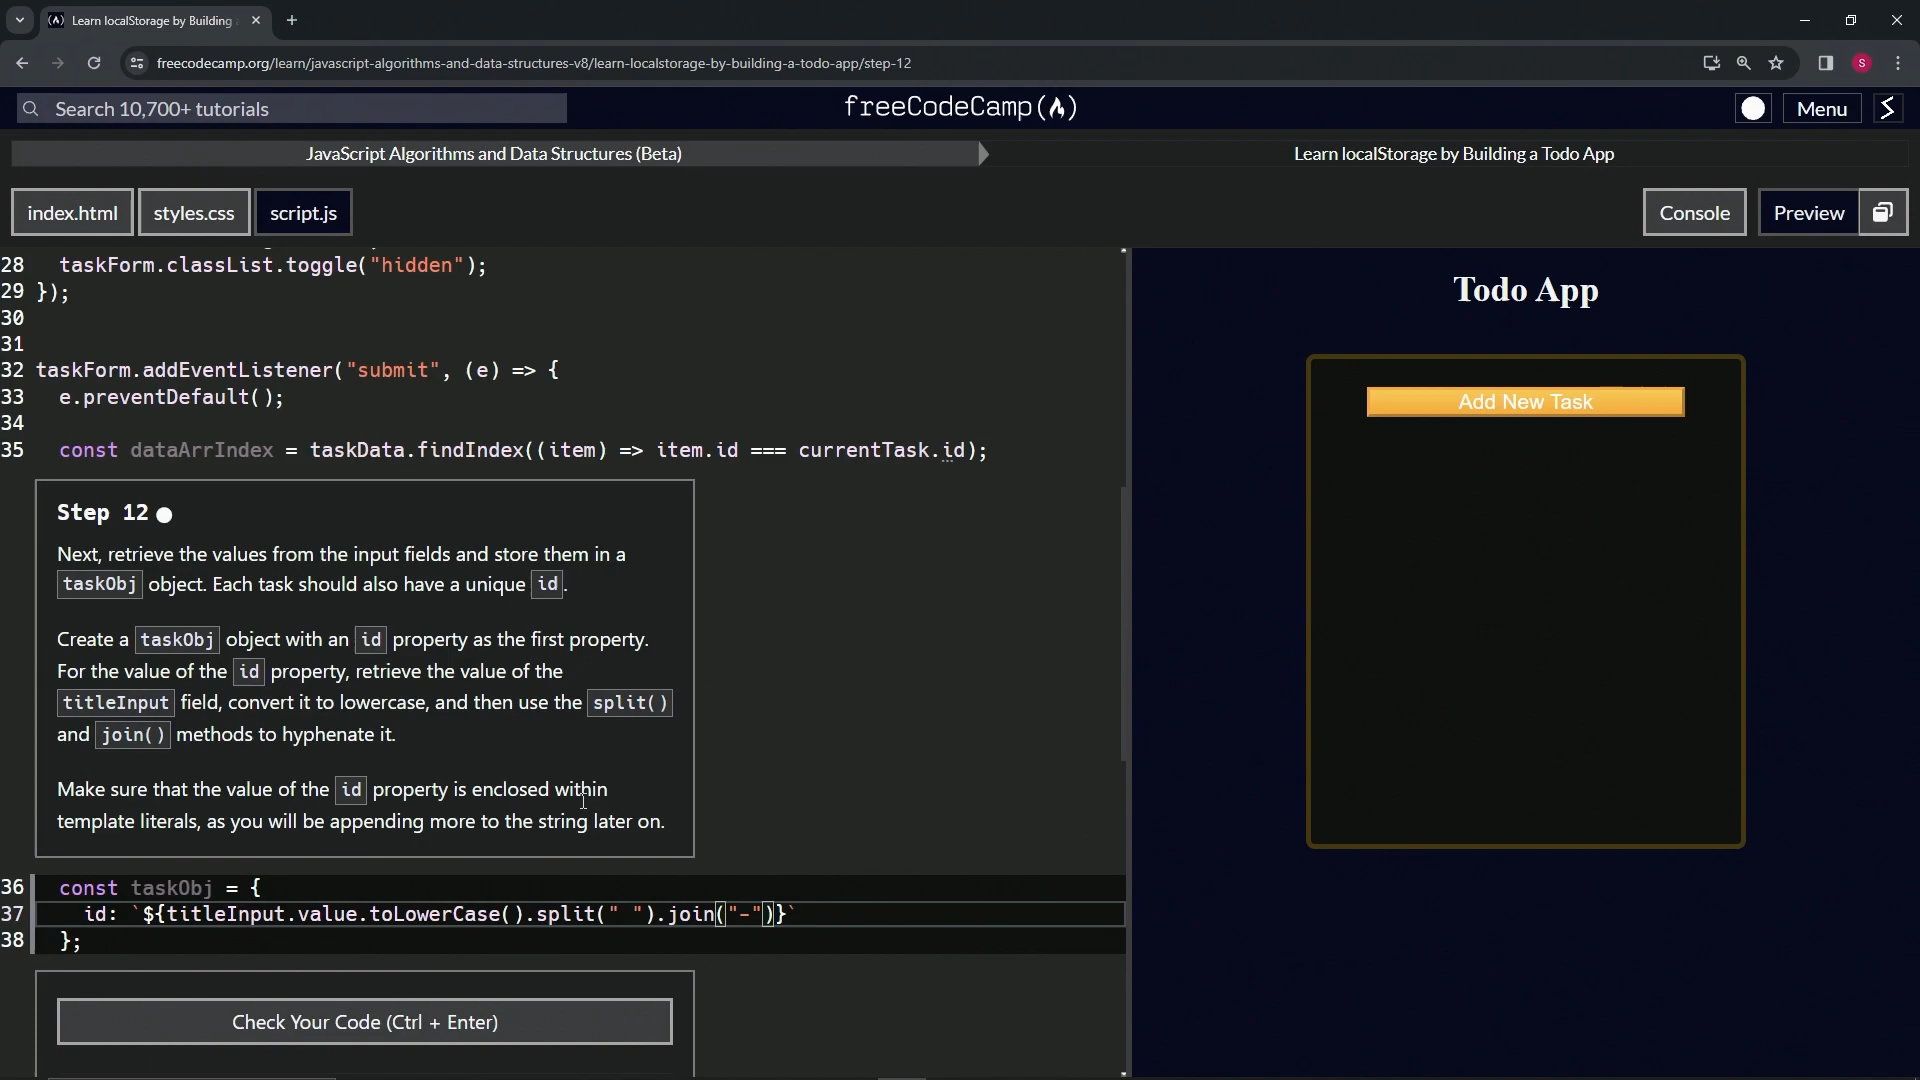 Learn localStorage by Building
freecodecamp.org/learn/javascript-algorithms-and-data-structures-v8/learn-localstorage-by-building-a-todo-app/step-12
S
Search 10,700+ tutorials
freeCodeCamp
Menu
JavaScript Algorithms and Data Structures (Beta)
Learn localStorage by Building a Todo App
index.html
styles.css
script.js
Console
Preview
28 taskForm.classList.toggle("hidden");
29 });
30
31
32 taskForm.addEventListener("submit", (e) => {
33 e.preventDefault();
34
35 const dataArrIndex = taskData.findIndex((item) => item.id === currentTask.id);
Step 12
Next, retrieve the values from the input fields and store them in a
taskObj object. Each task should also have a unique id.
Create a taskObj object with an id property as the first property.
For the value of the id property, retrieve the value of the
titleInput field, convert it to lowercase, and then use the split()
and join() methods to hyphenate it.
Make sure that the value of the id property is enclosed within
template literals, as you will be appending more to the string later on.
36 const taskObj = {
37 id: `${titleInput.value.toLowerCase().split(" ").join("-")}`
38 };
Check Your Code (Ctrl + Enter)
Todo App
Add New Task